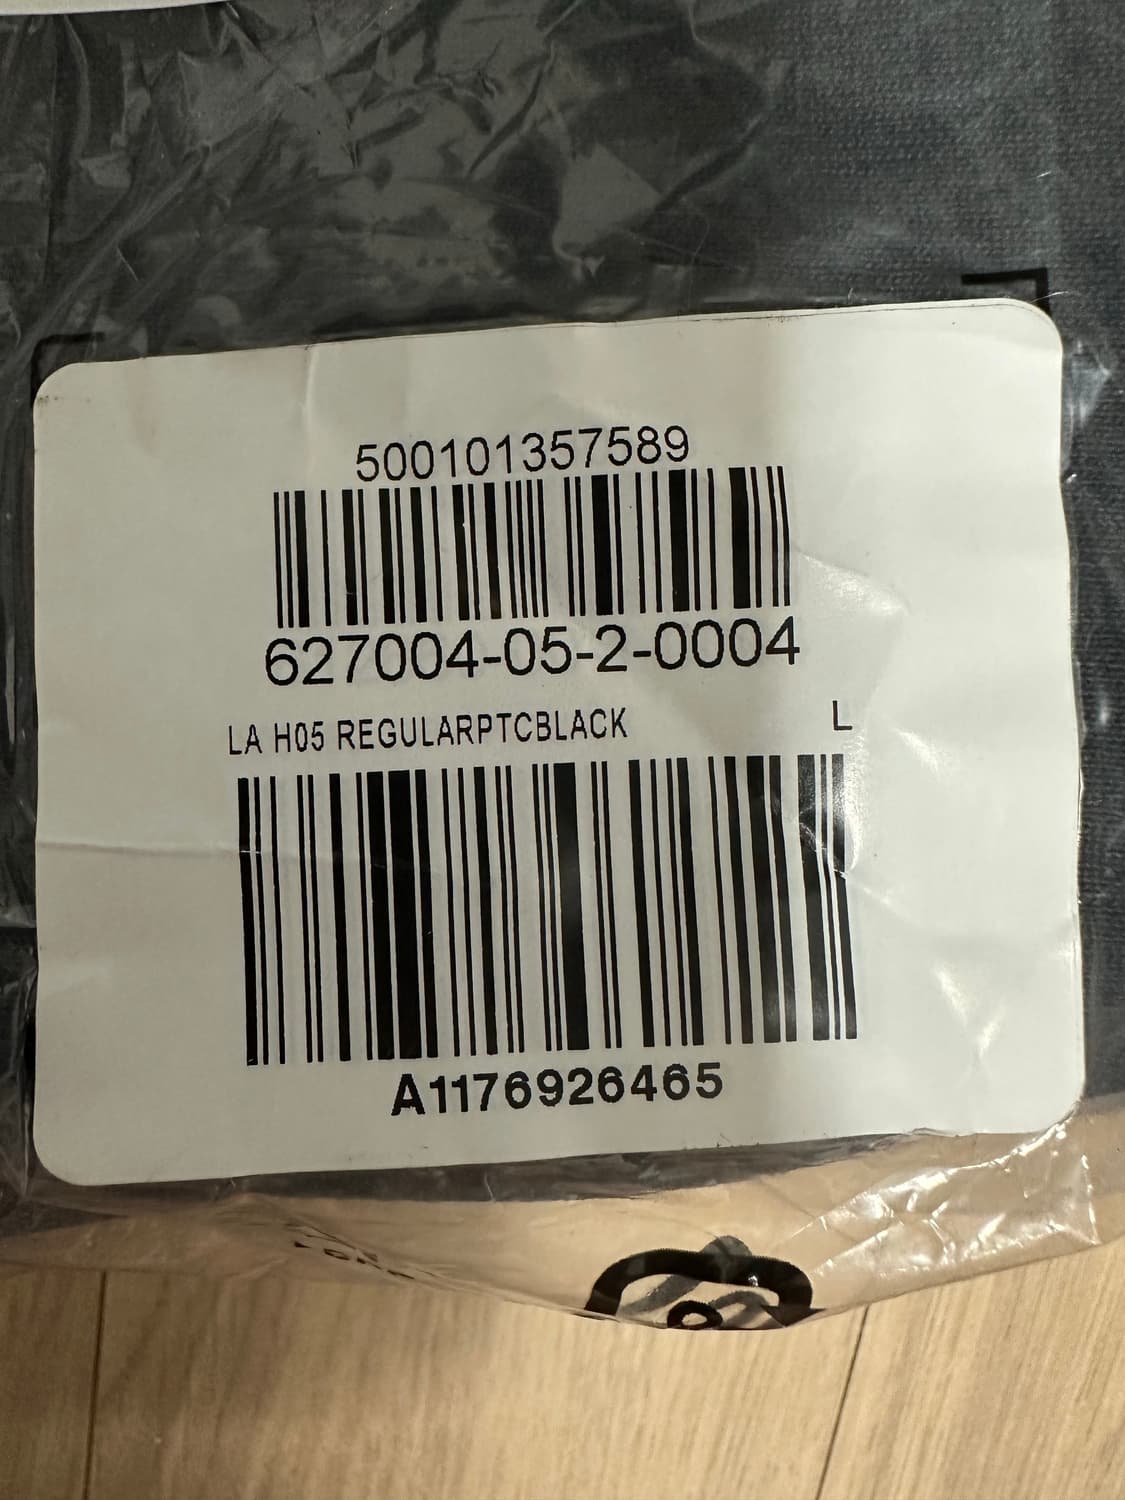 500101357589
627004-05-2-0004
LA H05 REGULARPTCBLACK L
A1176926465